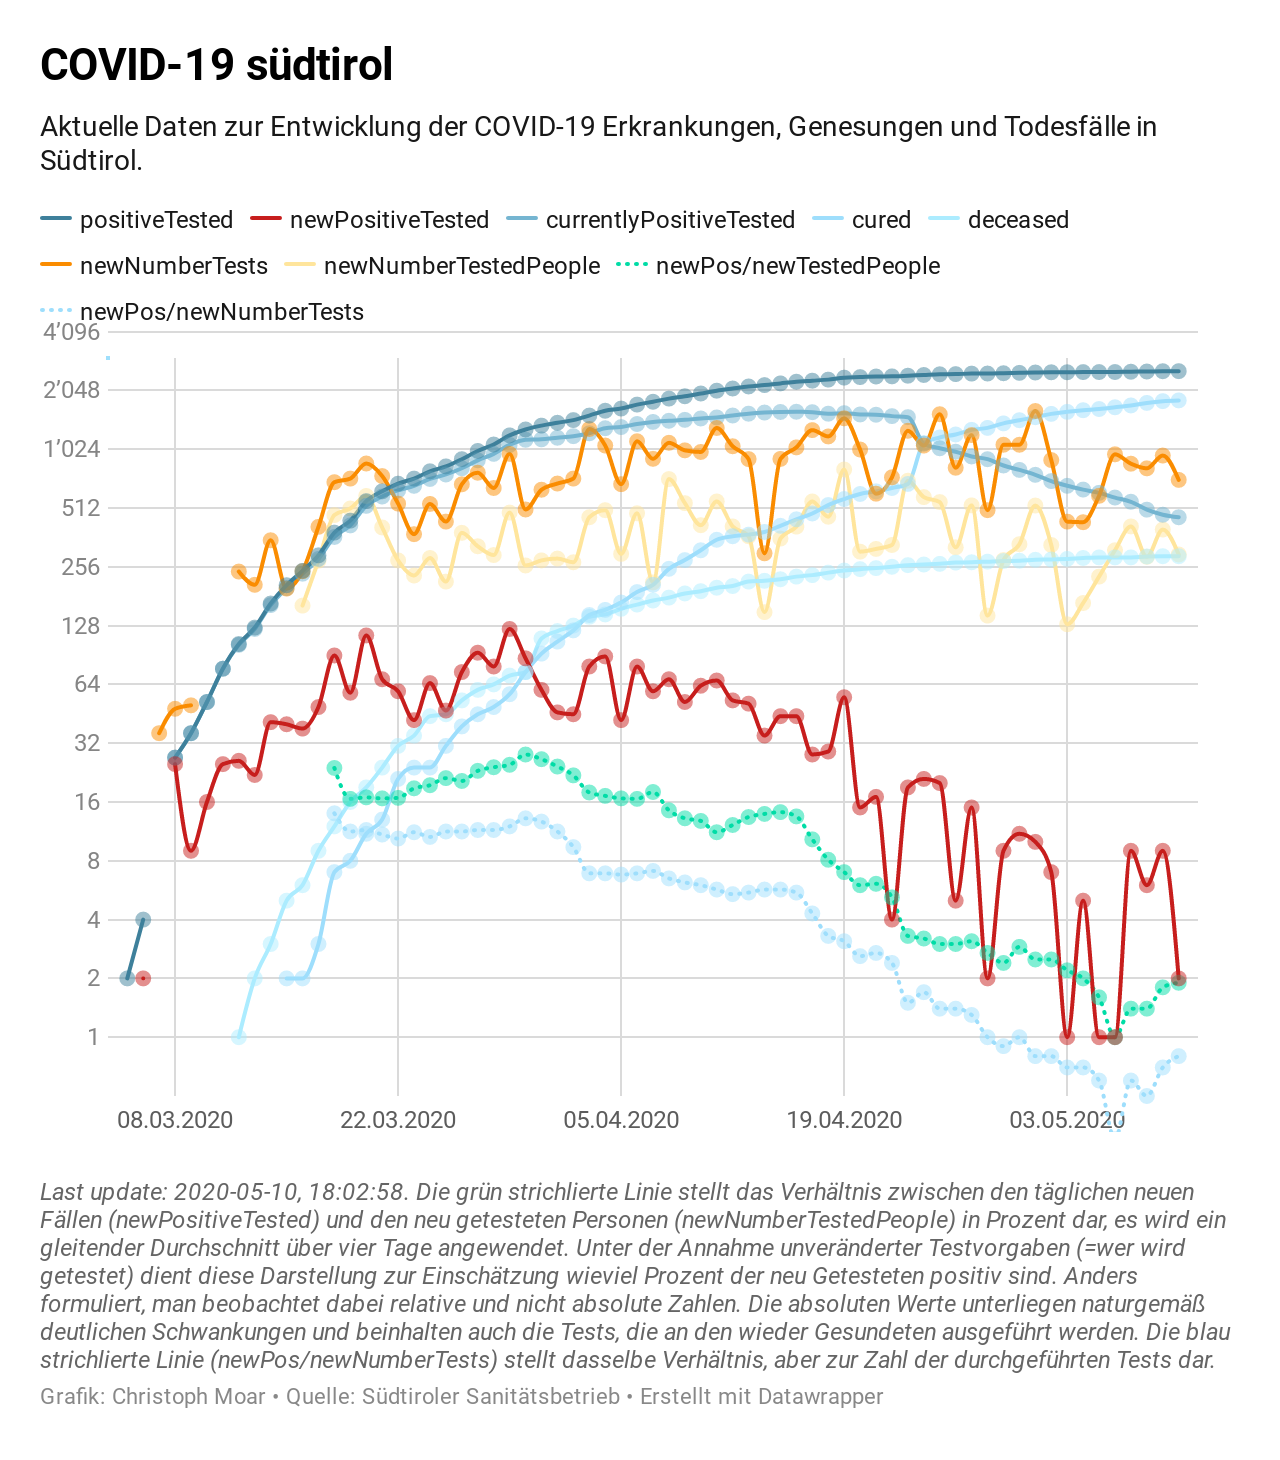 COVID-19 südtirol
Aktuelle Daten zur Entwicklung der COVID-19 Erkrankungen, Genesungen und Todesfälle in
Südtirol.
positiveTested newPositiveTested currentlyPositiveTested cured deceased
newNumberTests newNumberTestedPeople newPos/newTestedPeople
newPos/newNumberTests
4’096
2’048
1’024
512
256
128
64
32
16
8
4
2
1
08.03.2020 22.03.2020 05.04.2020 19.04.2020 03.05.2020
Last update: 2020-05-10, 18:02:58. Die grün strichlierte Linie stellt das Verhältnis zwischen den täglichen neuen
Fällen (newPositiveTested) und den neu getesteten Personen (newNumberTestedPeople) in Prozent dar, es wird ein
gleitender Durchschnitt über vier Tage angewendet. Unter der Annahme unveränderter Testvorgaben (=wer wird
getestet) dient diese Darstellung zur Einschätzung wieviel Prozent der neu Getesteten positiv sind. Anders
formuliert, man beobachtet dabei relative und nicht absolute Zahlen. Die absoluten Werte unterliegen naturgemäß
deutlichen Schwankungen und beinhalten auch die Tests, die an den wieder Gesundeten ausgeführt werden. Die blau
strichlierte Linie (newPos/newNumberTests) stellt dasselbe Verhältnis, aber zur Zahl der durchgeführten Tests dar.
Grafik: Christoph Moar • Quelle: Südtiroler Sanitätsbetrieb • Erstellt mit Datawrapper